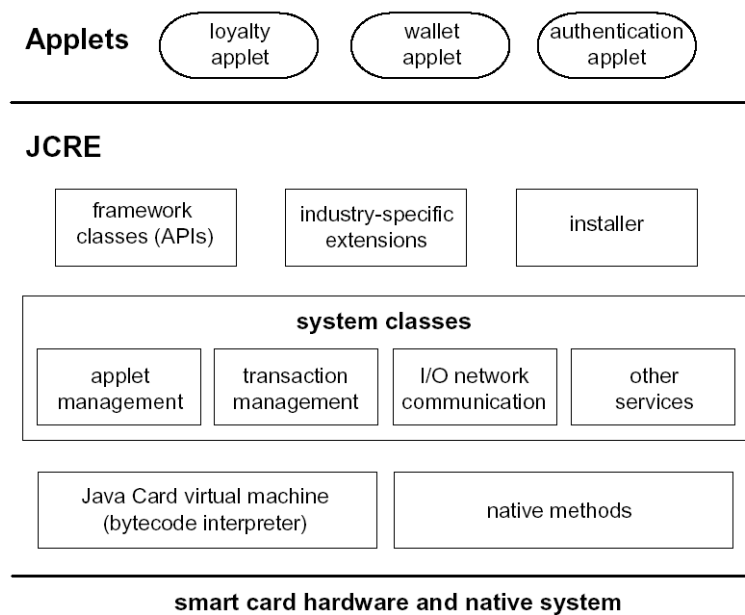 Applets
loyalty
applet
wallet
applet
authentication
applet
JCRE
framework
classes (APIs)
industry-specific
extensions
installer
system classes
applet
management
transaction
management
I/O network
communication
other
services
Java Card virtual machine
(bytecode interpreter)
native methods
smart card hardware and native system